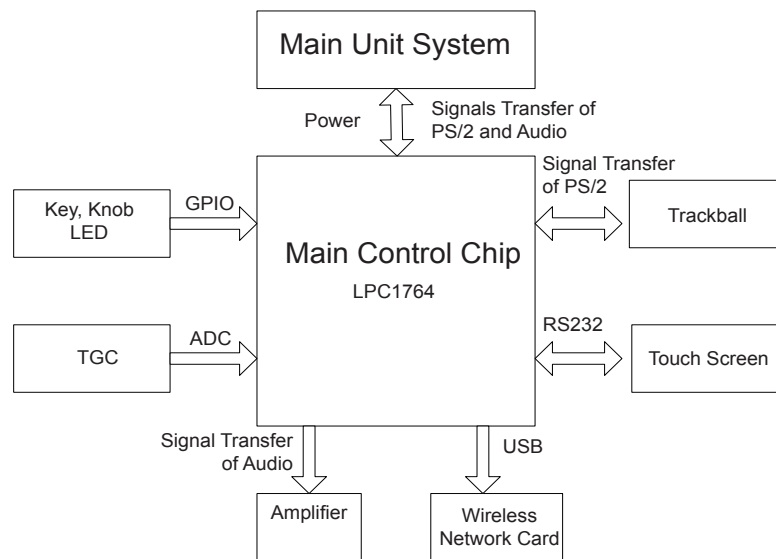 Main Unit System
Power
Signals Transfer of
PS/2 and Audio
Signal Transfer
of PS/2
Key, Knob
LED
GPIO
Trackball
Main Control Chip
LPC1764
TGC
ADC
RS232
Touch Screen
Signal Transfer
of Audio
USB
Amplifier
Wireless
Network Card